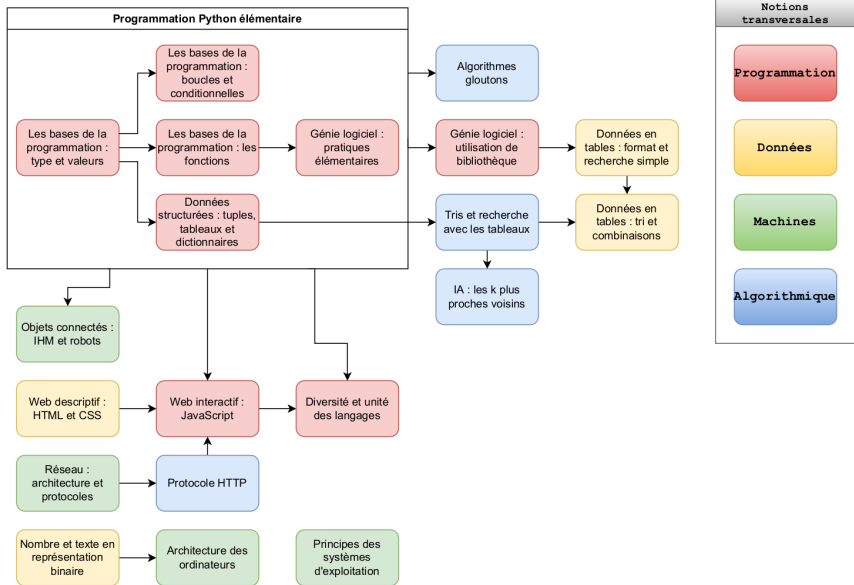 Programmation Python élémentaire
Les bases de la
programmation :
boucles et
conditionnelles
Algorithmes
gloutons
Les bases de la
programmation :
type et valeurs
Les bases de la
programmation : les
fonctions
Génie logiciel :
pratiques
élémentaires
Génie logiciel :
utilisation de
bibliothèque
Données en
tables : format et
recherche simple
Données
structurées : tuples,
tableaux et
dictionnaires
Tris et recherche
avec les tableaux
Données en
tables : tri et
combinaisons
IA : les k plus
proches voisins
Objets connectés :
IHM et robots
Web descriptif :
HTML et CSS
Web interactif :
JavaScript
Diversité et unité
des langages
Réseau :
architecture et
protocoles
Protocole HTTP
Nombre et texte en
représentation
binaire
Architecture des
ordinateurs
Principes des
systèmes
d'exploitation
Notions
transversales
Programmation
Données
Machines
Algorithmique